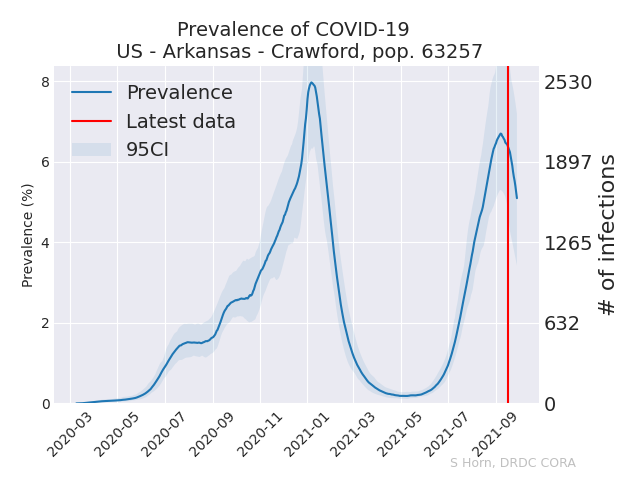 Prevalence of COVID-19
US - Arkansas - Crawford, pop. 63257
Prevalence
Latest data
95CI
Prevalence (%)
8
6
4
2
0
2530
1897
1265
632
0
# of infections
2020-03
2020-05
2020-07
2020-09
2020-11
2021-01
2021-03
2021-05
2021-07
2021-09
S Horn, DRDC CORA